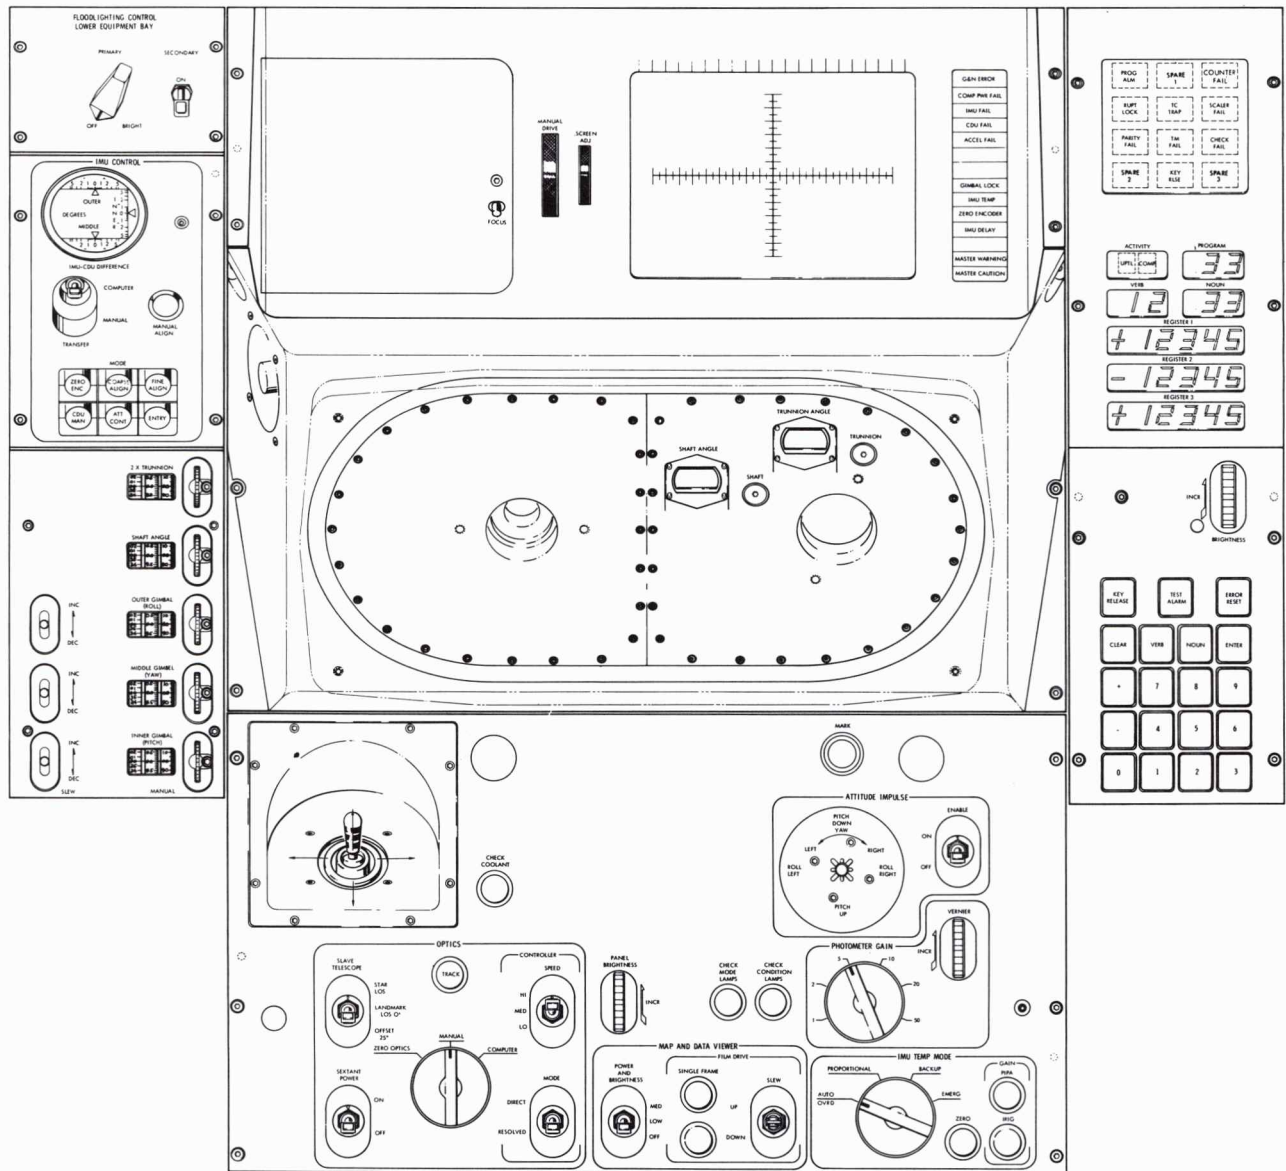 FLOODLIGHTING CONTROL
LOWER EQUIPMENT BAY
PRIMARY
SECONDARY
ON
OFF
BRIGHT
IMU CONTROL
OUTER
DEGREES
MIDDLE
INNER
IMU-CDU DIFFERENCE
COMPUTER
MANUAL
TRANSFER
MANUAL
ALIGN
MODE
ZERO
ENC
COARSE
ALIGN
FINE
ALIGN
CDU
MAN
ATT
CONT
ENTRY
2 X TRUNNION
SHAFT ANGLE
OUTER GIMBAL
(ROLL)
INC
DEC
MIDDLE GIMBEL
(YAW)
INC
DEC
INNER GIMBAL
(PITCH)
INC
DEC
SLEW
MANUAL
MANUAL
DRIVE
SCREEN
ADJ
FOCUS
G&N ERROR
COMP PWR FAIL
IMU FAIL
CDU FAIL
ACCEL FAIL
GIMBAL LOCK
IMU TEMP
ZERO ENCODER
IMU DELAY
MASTER WARNING
MASTER CAUTION
SHAFT ANGLE
SHAFT
TRUNNION ANGLE
TRUNNION
PROG
ALM
SPARE
1
COUNTER
FAIL
RUPT
LOCK
TC
TRAP
SCALER
FAIL
PARITY
FAIL
TM
FAIL
CHECK
FAIL
SPARE
2
KEY
RLSE
SPARE
3
ACTIVITY
PROGRAM
UPTL
COMP
33
VERB
NOUN
12
33
REGISTER 1
+12345
REGISTER 2
-12345
REGISTER 3
+12345
INCR
BRIGHTNESS
KEY
RELEASE
TEST
ALARM
ERROR
RESET
CLEAR
VERB
NOUN
ENTER
+
7
8
9
-
4
5
6
0
1
2
3
CHECK
COOLANT
MARK
ATTITUDE IMPULSE
PITCH
DOWN
YAW
LEFT
RIGHT
ROLL
LEFT
ROLL
RIGHT
PITCH
UP
ENABLE
ON
OFF
VERNIER
INCR
PHOTOMETER GAIN
1
2
5
10
20
50
OPTICS
SLAVE
TELESCOPE
STAR
LOS
LANDMARK
LOS 0°
OFFSET
25°
TRACK
CONTROLLER
SPEED
HI
MED
LO
ZERO OPTICS
MANUAL
COMPUTER
SEXTANT
POWER
ON
OFF
MODE
DIRECT
RESOLVED
PANEL
BRIGHTNESS
INCR
CHECK
MODE
LAMPS
CHECK
CONDITION
LAMPS
MAP AND DATA VIEWER
POWER
AND
BRIGHTNESS
MED
LOW
OFF
FILM DRIVE
SINGLE FRAME
SLEW
UP
DOWN
IMU TEMP MODE
PROPORTIONAL
BACKUP
AUTO
OVRD
EMERG
ZERO
GAIN
PIPA
IRIG